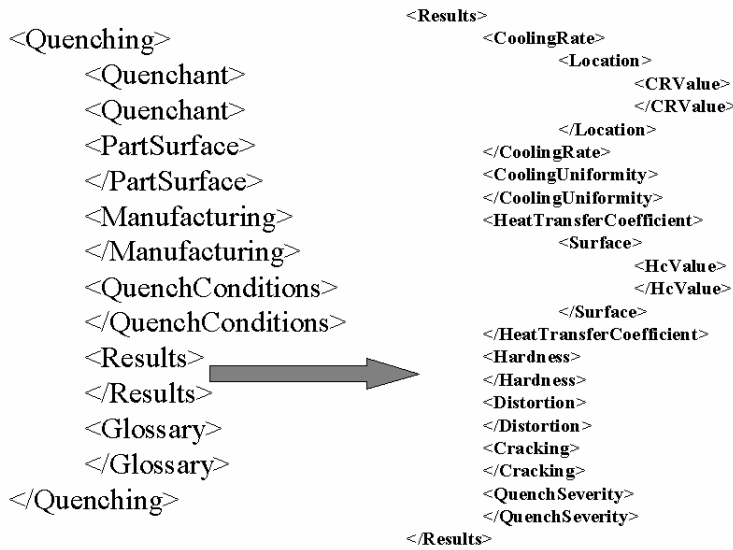 <Quenching>
<Quenchant>
<Quenchant>
<PartSurface>
</PartSurface>
<Manufacturing>
</Manufacturing>
<QuenchConditions>
</QuenchConditions>
<Results>
</Results>
<Glossary>
</Glossary>
</Quenching>
<Results>
<CoolingRate>
<Location>
<CRValue>
</CRValue>
</Location>
</CoolingRate>
<CoolingUniformity>
</CoolingUniformity>
<HeatTransferCoefficient>
<Surface>
<HcValue>
</HcValue>
</Surface>
</HeatTransferCoefficient>
<Hardness>
</Hardness>
<Distortion>
</Distortion>
<Cracking>
</Cracking>
<QuenchSeverity>
</QuenchSeverity>
</Results>